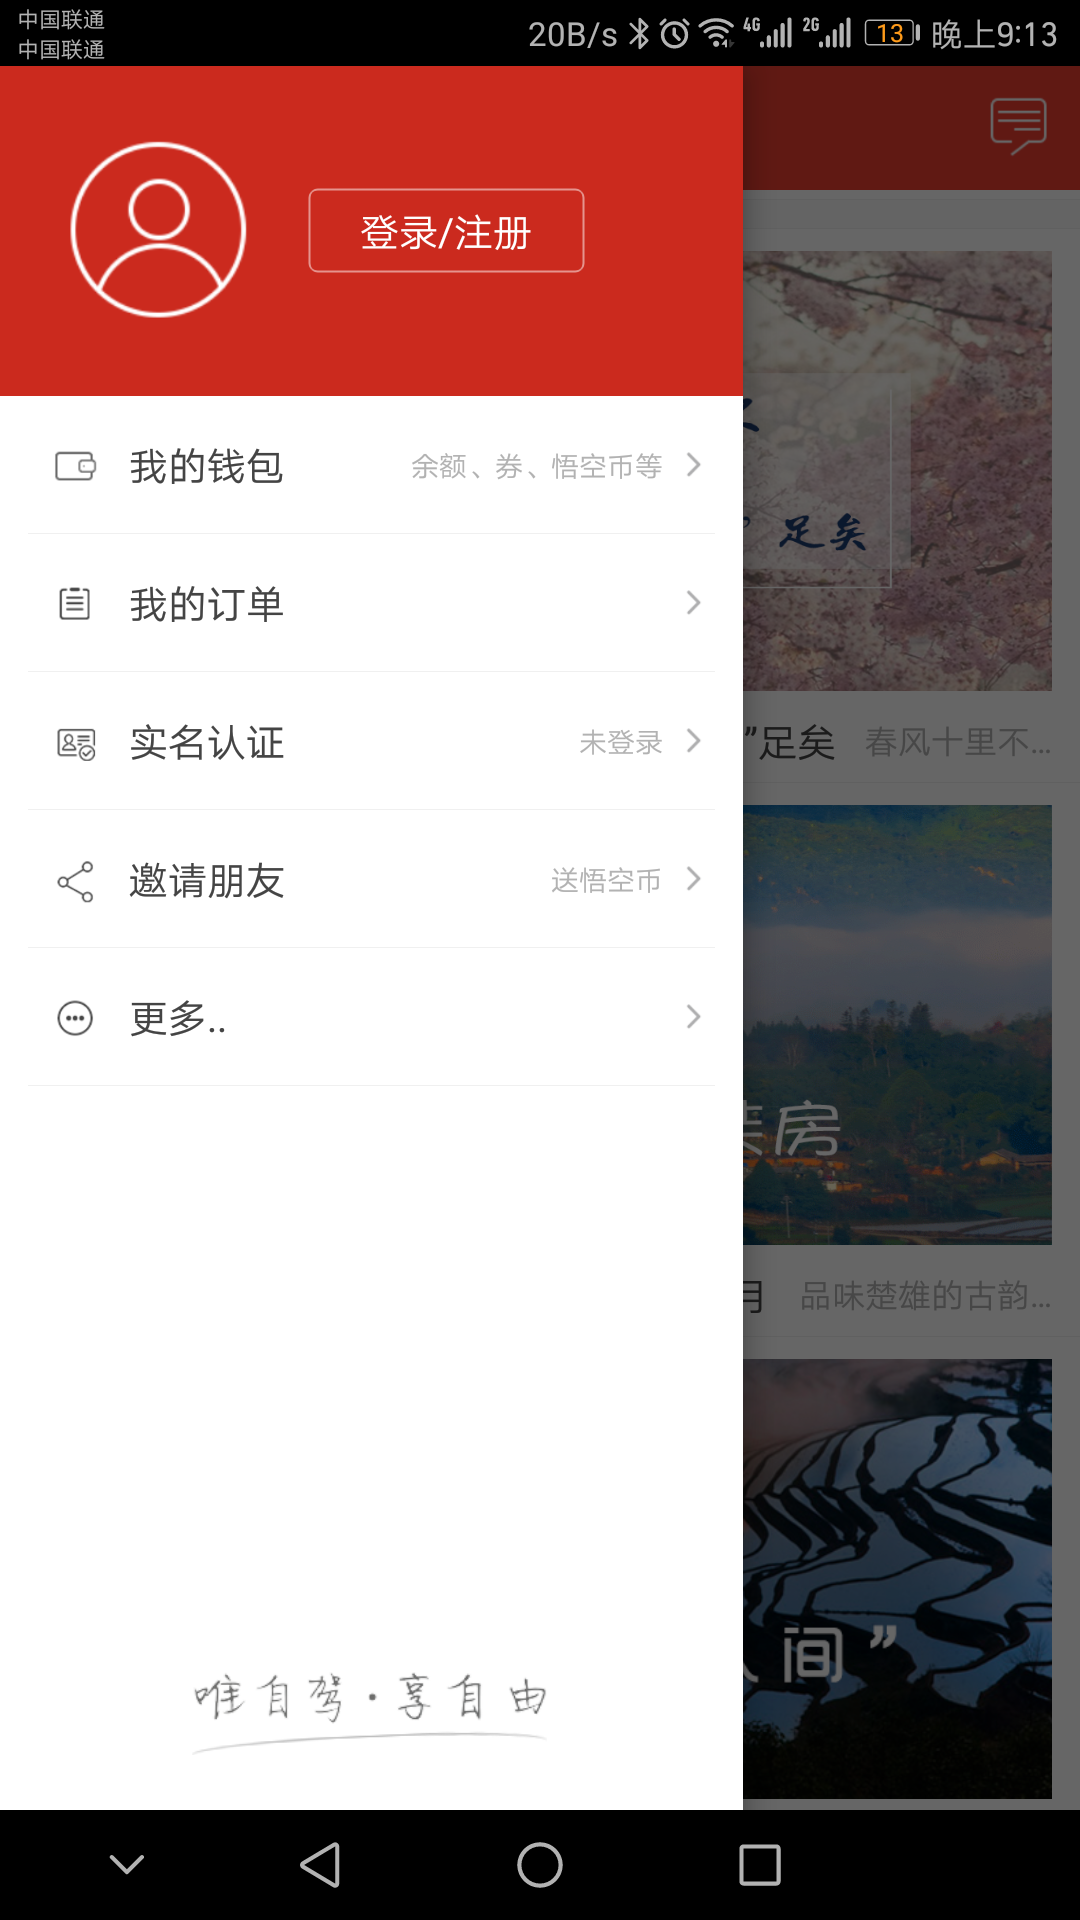 中国联通
中国联通
20B/s 4G 2G 13 晚上9:13
登录/注册
我的钱包 余额、券、悟空币等
我的订单
实名认证 未登录
邀请朋友 送悟空币
更多..
唯自驾·享自由
足矣
”足矣 春风十里不...
房
月 品味楚雄的古韵...
间”